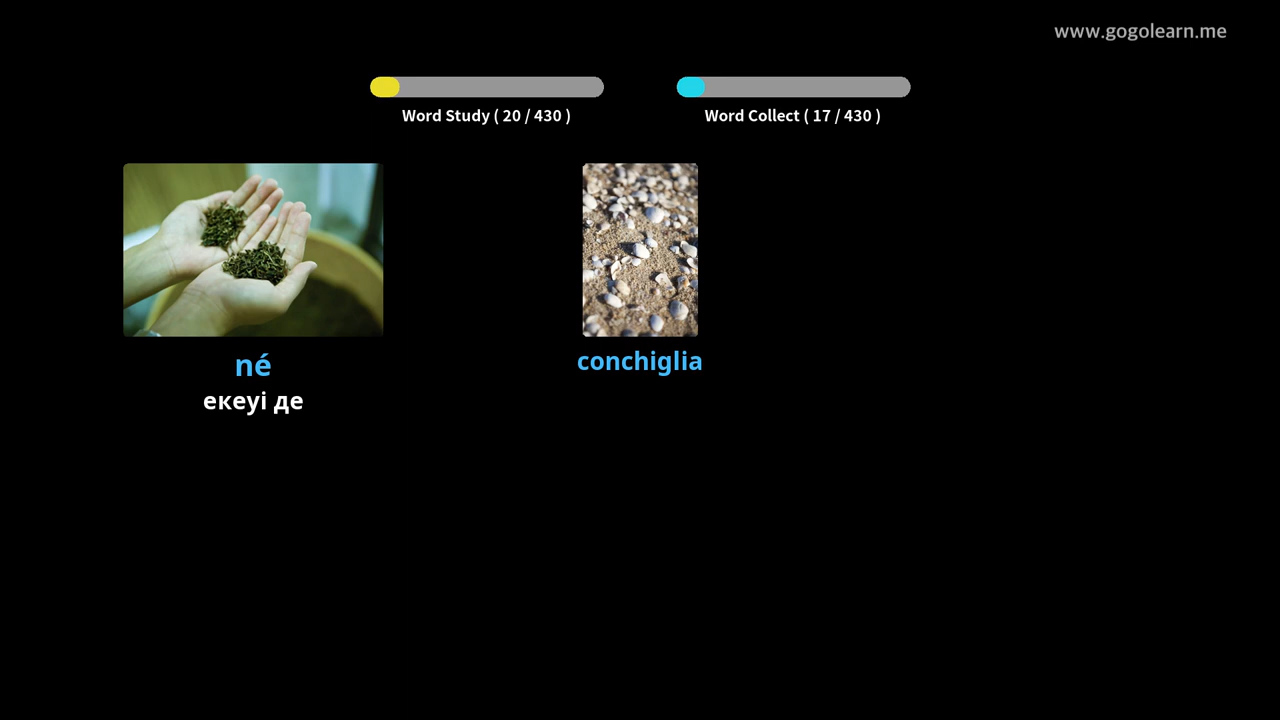 www.gogolearn.me
Word Study ( 20 / 430 )
Word Collect ( 17 / 430 )
né
екеуі де
conchiglia